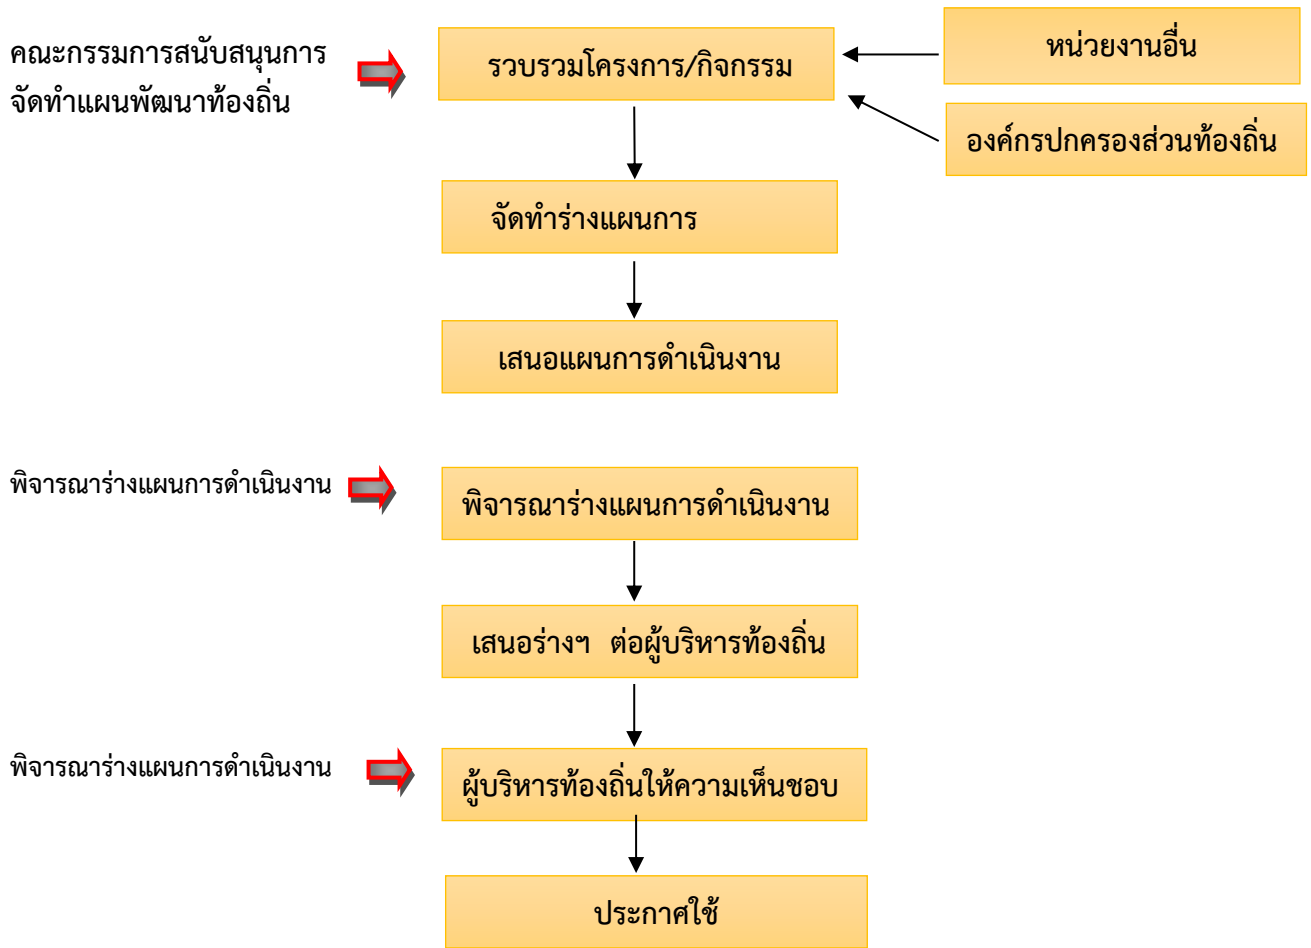 คณะกรรมการสนับสนุนการ
จัดทำแผนพัฒนาท้องถิ่น
รวบรวมโครงการ/กิจกรรม
หน่วยงานอื่น
องค์กรปกครองส่วนท้องถิ่น
จัดทำร่างแผนการ
เสนอแผนการดำเนินงาน
พิจารณาร่างแผนการดำเนินงาน
พิจารณาร่างแผนการดำเนินงาน
เสนอร่างฯ ต่อผู้บริหารท้องถิ่น
พิจารณาร่างแผนการดำเนินงาน
ผู้บริหารท้องถิ่นให้ความเห็นชอบ
ประกาศใช้